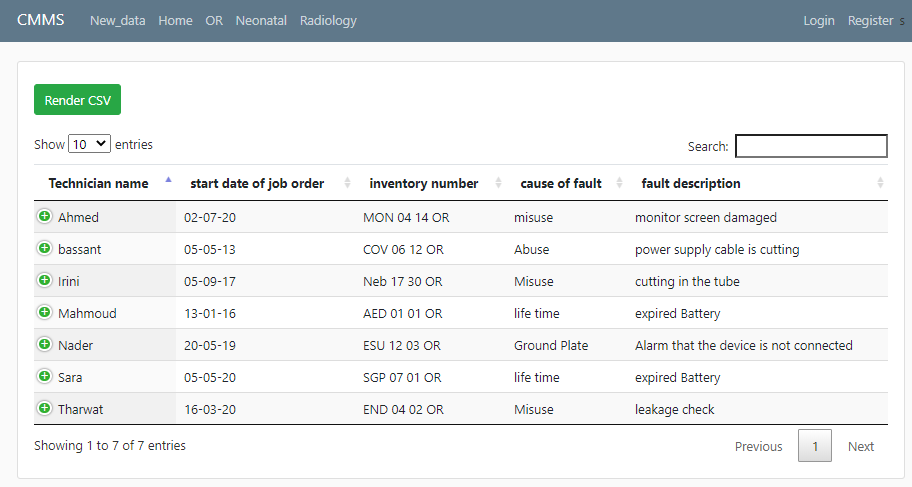 CMMS New_data Home OR Neonatal Radiology Login Register s
Render CSV
Show 10 entries Search:
Technician name start date of job order inventory number cause of fault fault description
Ahmed 02-07-20 MON 04 14 OR misuse monitor screen damaged
bassant 05-05-13 COV 06 12 OR Abuse power supply cable is cutting
Irini 05-09-17 Neb 17 30 OR Misuse cutting in the tube
Mahmoud 13-01-16 AED 01 01 OR life time expired Battery
Nader 20-05-19 ESU 12 03 OR Ground Plate Alarm that the device is not connected
Sara 05-05-20 SGP 07 01 OR life time expired Battery
Tharwat 16-03-20 END 04 02 OR Misuse leakage check
Showing 1 to 7 of 7 entries Previous 1 Next